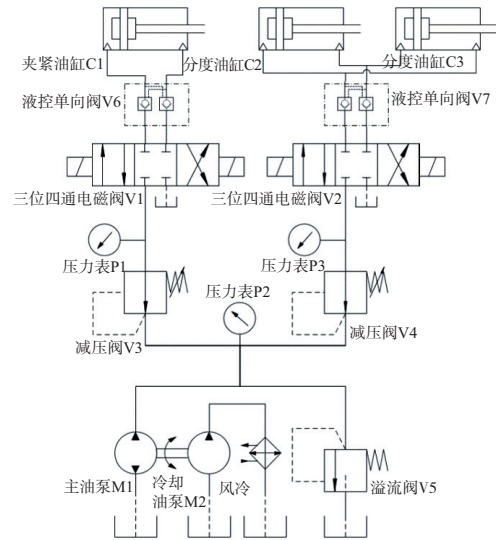 夹紧油缸C1
分度油缸C2
分度油缸C3
液控单向阀V6
液控单向阀V7
三位四通电磁阀V1
三位四通电磁阀V2
压力表P1
压力表P2
压力表P3
减压阀V3
减压阀V4
主油泵M1
冷却
油泵M2
风冷
溢流阀V5